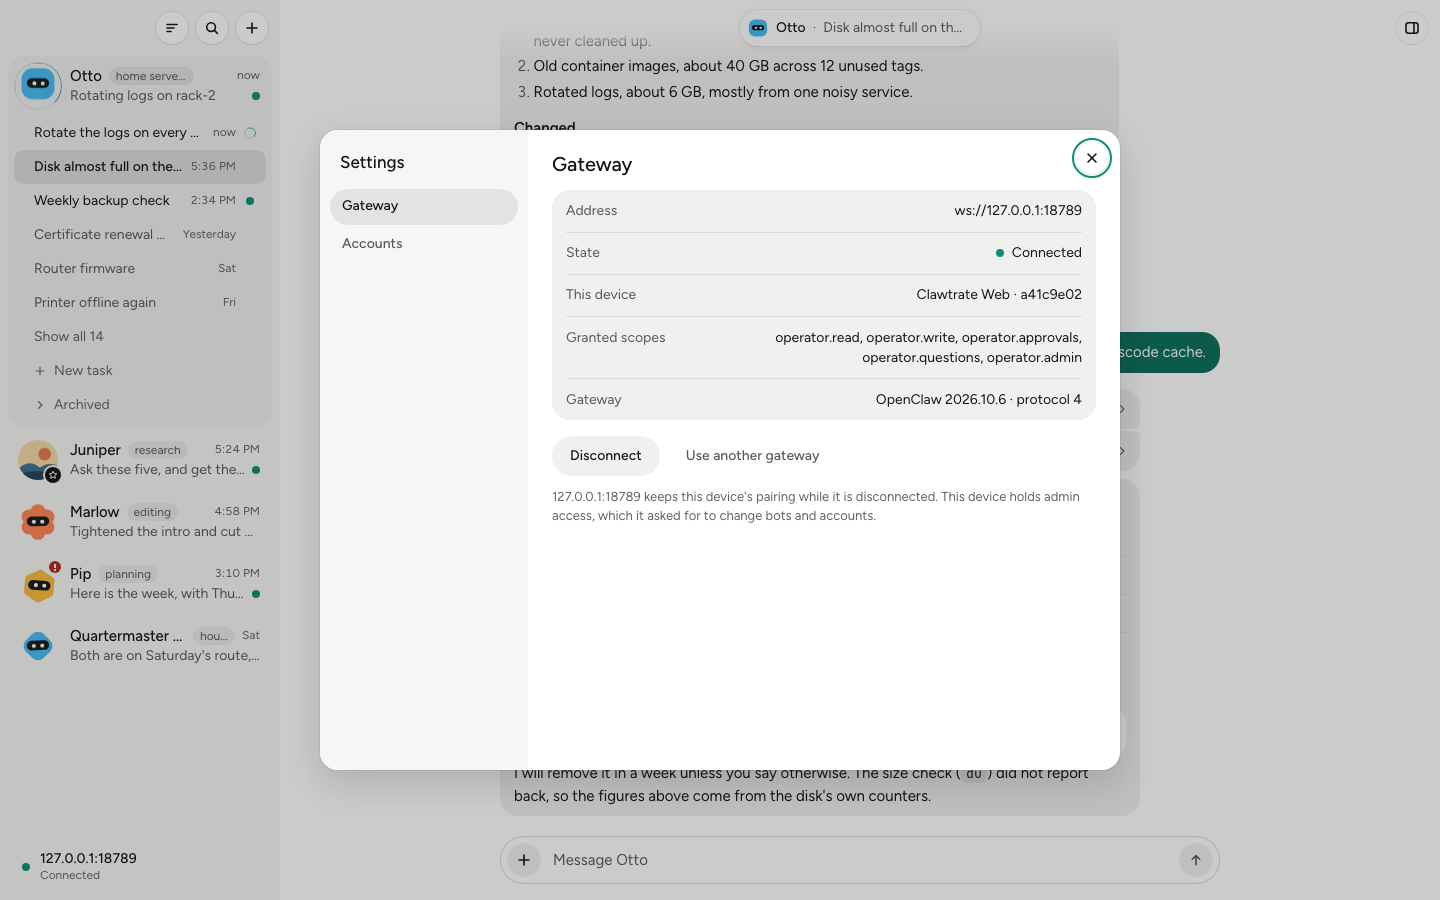 Otto · Disk almost full on th...
Otto home serve... now
Rotating logs on rack-2
Rotate the logs on every ... now
Disk almost full on the... 5:36 PM
Weekly backup check 2:34 PM
Certificate renewal ... Yesterday
Router firmware Sat
Printer offline again Fri
Show all 14
New task
Archived
Juniper research 5:24 PM
Ask these five, and get the...
Marlow editing 4:58 PM
Tightened the intro and cut ...
Pip planning 3:10 PM
Here is the week, with Thu...
Quartermaster ... hou... Sat
Both are on Saturday's route,...
127.0.0.1:18789
Connected
never cleaned up.
2. Old container images, about 40 GB across 12 unused tags.
3. Rotated logs, about 6 GB, mostly from one noisy service.
Changed
scode cache.
Settings
Gateway
Accounts
Gateway
Address ws://127.0.0.1:18789
State Connected
This device Clawtrate Web · a41c9e02
Granted scopes operator.read, operator.write, operator.approvals,
operator.questions, operator.admin
Gateway OpenClaw 2026.10.6 · protocol 4
Disconnect Use another gateway
127.0.0.1:18789 keeps this device's pairing while it is disconnected. This device holds admin
access, which it asked for to change bots and accounts.
I will remove it in a week unless you say otherwise. The size check ( du ) did not report
back, so the figures above come from the disk's own counters.
Message Otto